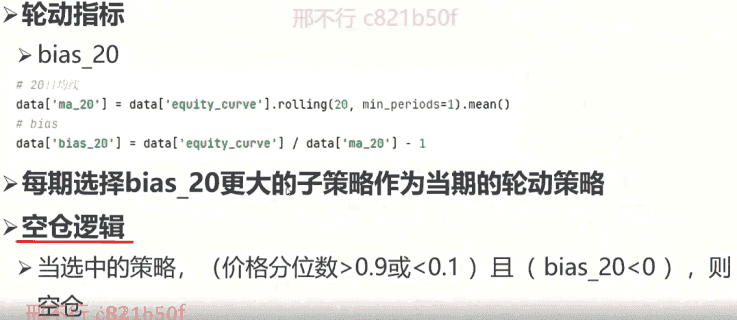 ➢轮动指标
邢不行 c821b50f
➢bias_20
# 20日均线
data['ma_20'] = data['equity_curve'].rolling(20, min_periods=1).mean()
# bias
data['bias_20'] = data['equity_curve'] / data['ma_20'] - 1
➢每期选择bias_20更大的子策略作为当期的轮动策略
➢空仓逻辑
➢当选中的策略，（价格分位数>0.9或<0.1 ）且（ bias_20<0 ），则
空仓
邢不行 c821b50f